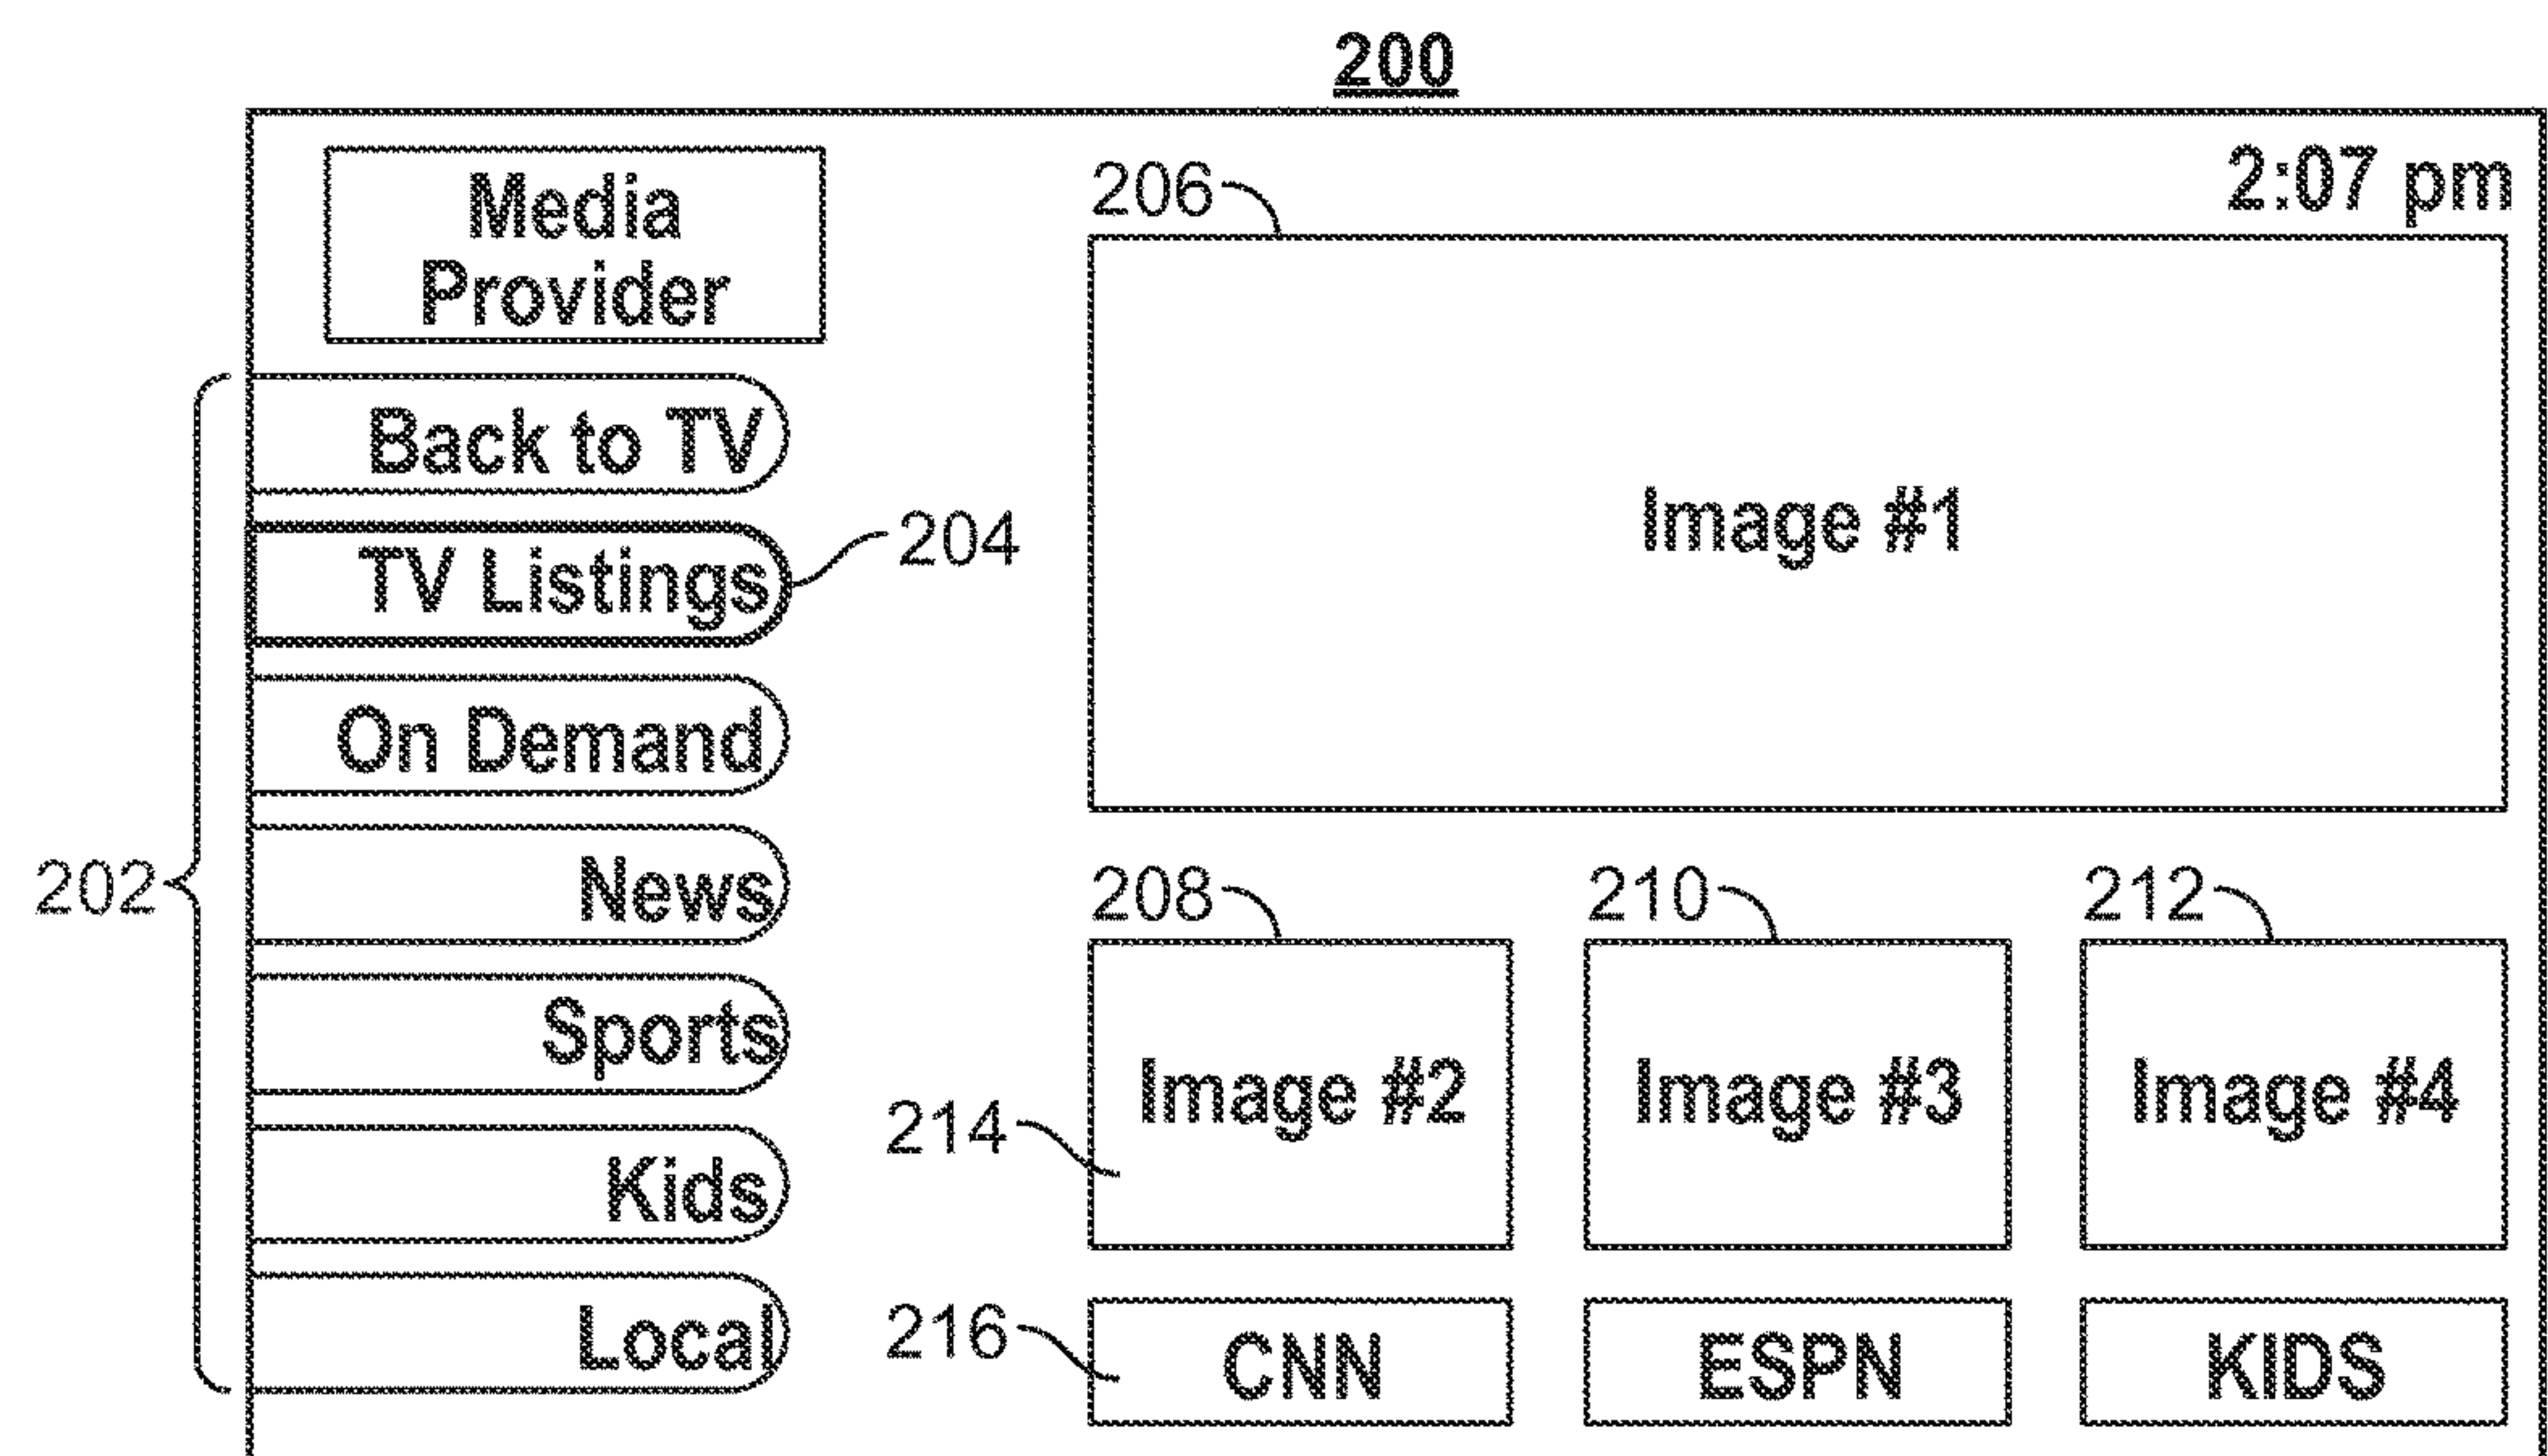 200
2:07 pm
Media
Provider
206
Back to TV
TV Listings
204
Image #1
On Demand
202
News
208
210
212
Sports
Image #2
Image #3
Image #4
214
Kids
Local
216
CNN
ESPN
KIDS